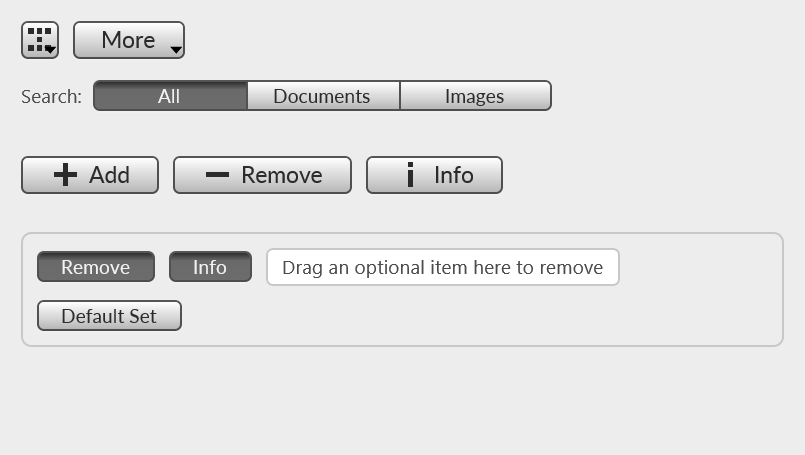 More
Search: All Documents Images
Add Remove Info
Remove Info Drag an optional item here to remove
Default Set